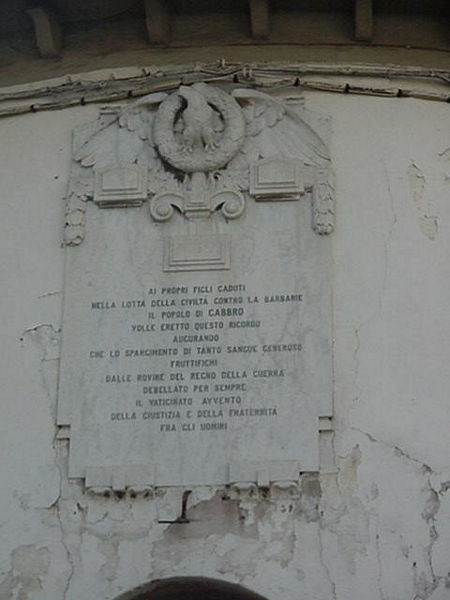 AI PROPRI FIGLI CADUTI
NELLA LOTTA DELLA CIVILTÀ CONTRO LA BARBARIE
IL POPOLO DI GABBRO
VOLLE ERETTO QUESTO RICORDO
AUGURANDO
CHE LO SPARGIMENTO DI TANTO SANGUE GENEROSO
FRUTTIFICHI
DALLE ROVINE DEL REGNO DELLA GUERRA
DEBELLATO PER SEMPRE
IL VATICINATO AVVENTO
DELLA GIUSTIZIA E DELLA FRATERNITÀ
FRA GLI UOMINI